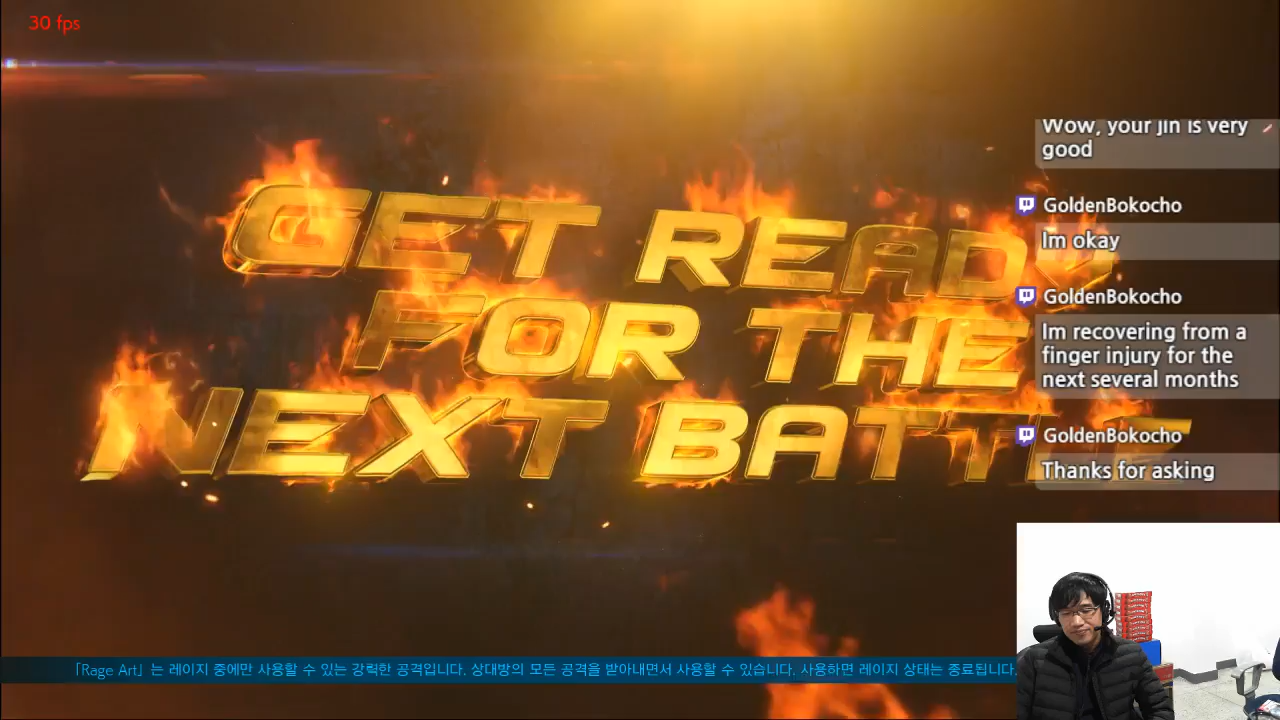 30 fps
GET READY
FOR THE
NEXT BATTLE
Wow, your jin is very
good
GoldenBokocho
Im okay
GoldenBokocho
Im recovering from a
finger injury for the
next several months
GoldenBokocho
Thanks for asking
「Rage Art」는 레이지 중에만 사용할 수 있는 강력한 공격입니다. 상대방의 모든 공격을 받아내면서 사용할 수 있습니다. 사용하면 레이지 상태는 종료됩니다.